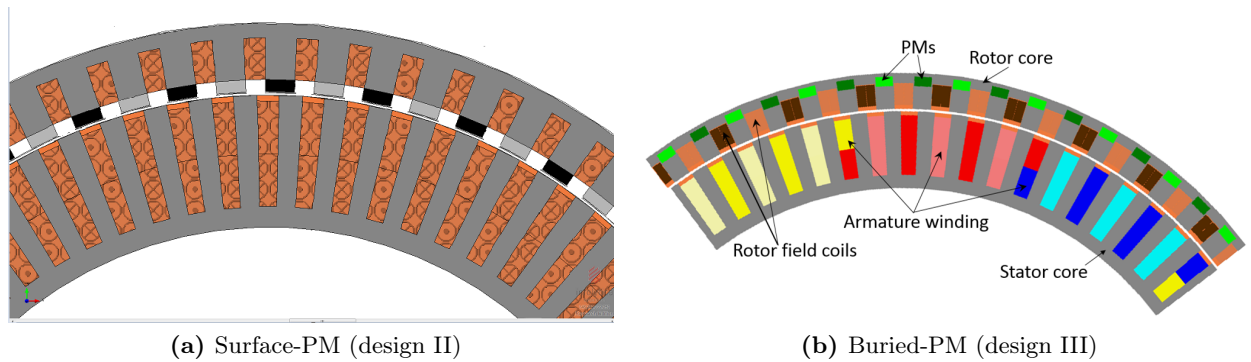 PMs
Rotor core
Armature winding
Rotor field coils
Stator core
(a) Surface-PM (design II)
(b) Buried-PM (design III)